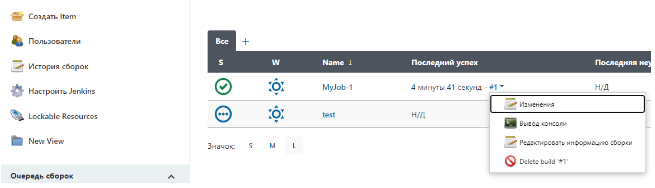 Создать Item
Пользователи
История сборок
Настроить Jenkins
Lockable Resources
New View
Очередь сборок
Все +
S W Name ↓ Последний успех Последняя неу
MyJob-1 4 минуты 41 секунд - #1 Н/Д
test Н/Д
Значок: S M L
Изменения
Вывод консоли
Редактировать информацию сборки
Delete build '#1'